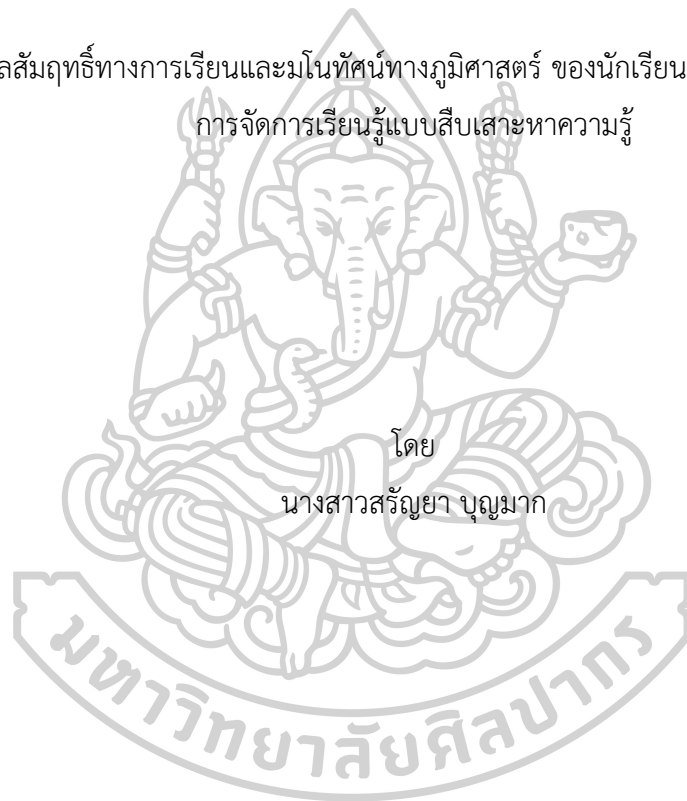 ลสัมฤทธิ์ทางการเรียนและมโนทัศน์ทางภูมิศาสตร์ ของนักเรียน
การจัดการเรียนรู้แบบสืบเสาะหาความรู้
โดย
นางสาวสรัญยา บุญมาก
มหาวิทยาลัยศิลปากร